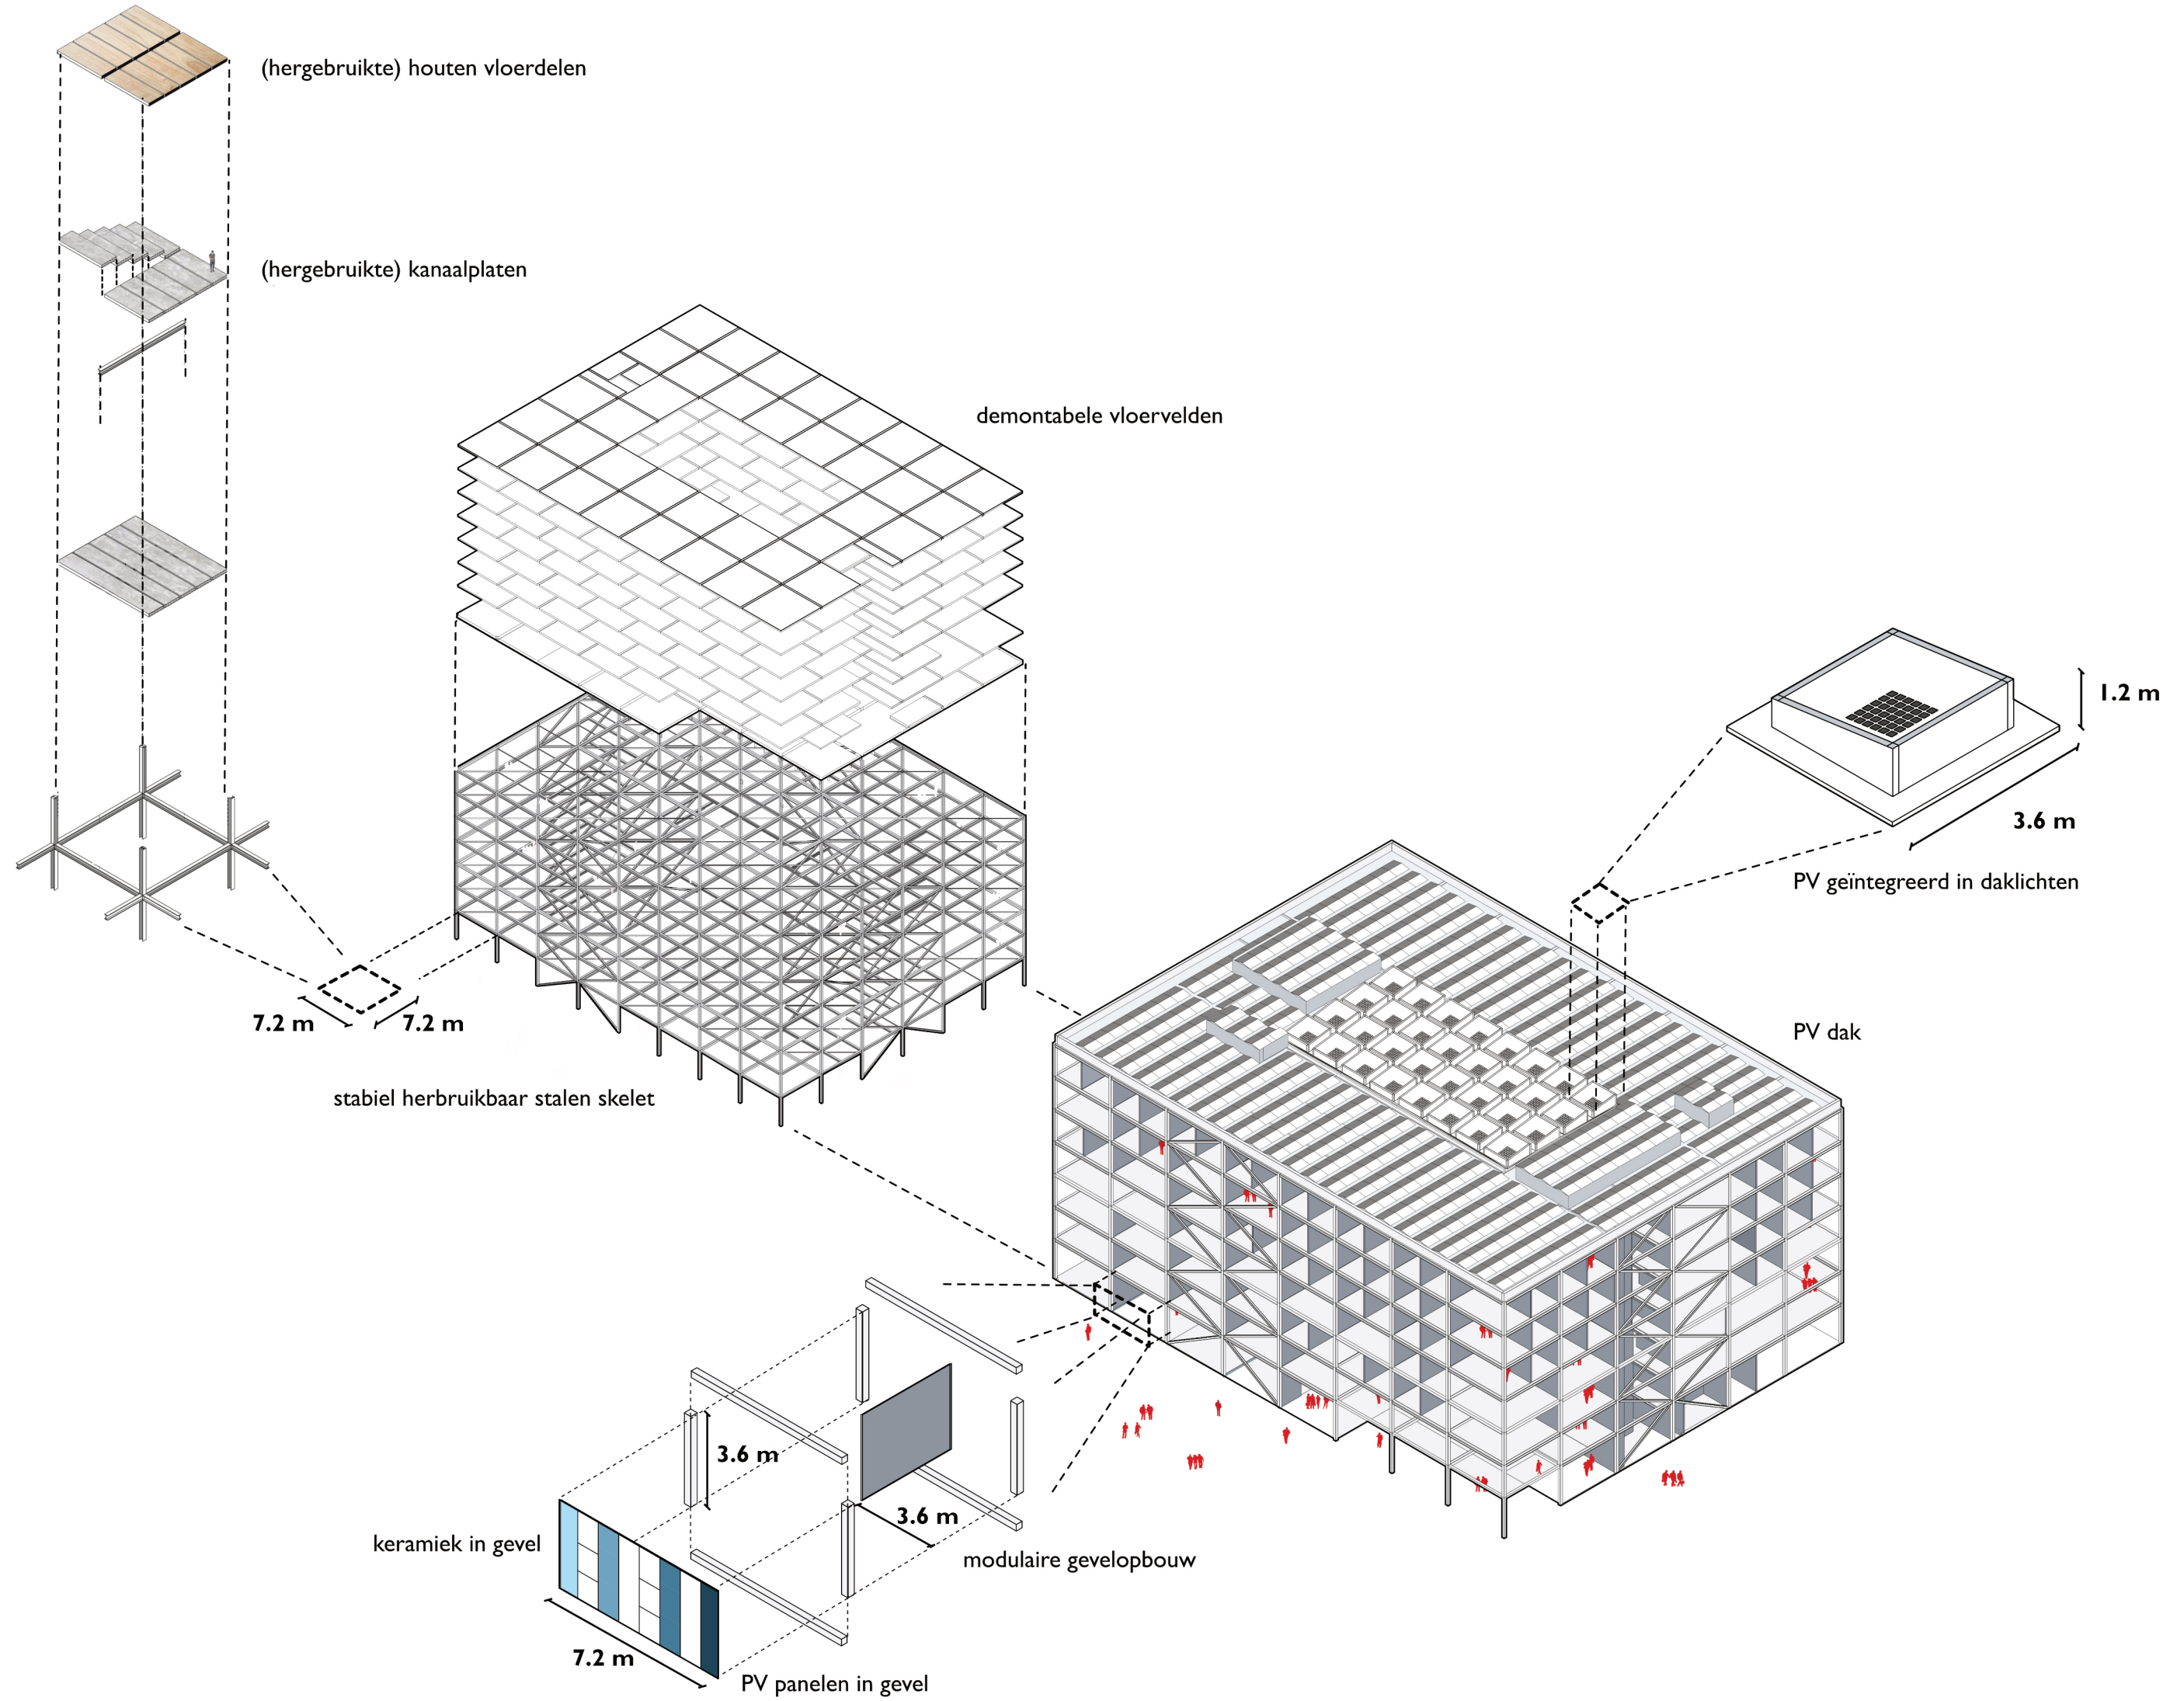 (hergebruikte) houten vloerdelen
(hergebruikte) kanaalplaten
demontabele vloervelden
1.2 m
3.6 m
PV geïntegreerd in daklichten
7.2 m
7.2 m
PV dak
stabiel herbruikbaar stalen skelet
3.6 m
3.6 m
keramiek in gevel
modulaire gevelopbouw
7.2 m
PV panelen in gevel